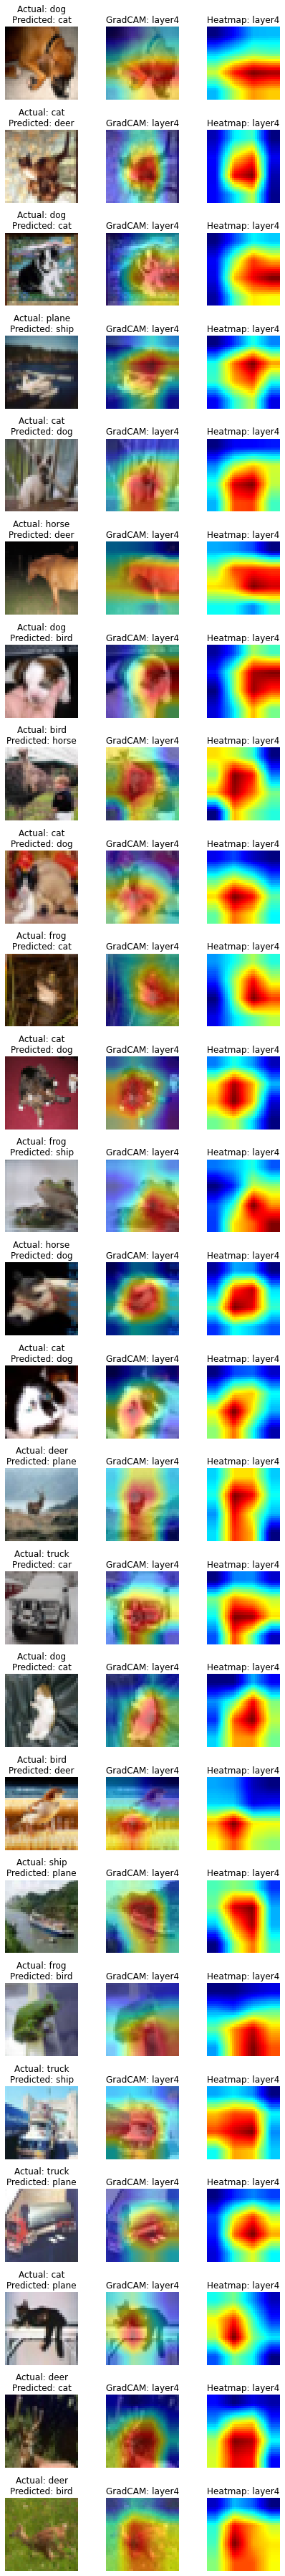 Actual: dog
Predicted: cat
GradCAM: layer4
Heatmap: layer4
Actual: cat
Predicted: deer
GradCAM: layer4
Heatmap: layer4
Actual: dog
Predicted: cat
GradCAM: layer4
Heatmap: layer4
Actual: plane
Predicted: ship
GradCAM: layer4
Heatmap: layer4
Actual: cat
Predicted: dog
GradCAM: layer4
Heatmap: layer4
Actual: horse
Predicted: deer
GradCAM: layer4
Heatmap: layer4
Actual: dog
Predicted: bird
GradCAM: layer4
Heatmap: layer4
Actual: bird
Predicted: horse
GradCAM: layer4
Heatmap: layer4
Actual: cat
Predicted: dog
GradCAM: layer4
Heatmap: layer4
Actual: frog
Predicted: cat
GradCAM: layer4
Heatmap: layer4
Actual: cat
Predicted: dog
GradCAM: layer4
Heatmap: layer4
Actual: frog
Predicted: ship
GradCAM: layer4
Heatmap: layer4
Actual: horse
Predicted: dog
GradCAM: layer4
Heatmap: layer4
Actual: cat
Predicted: dog
GradCAM: layer4
Heatmap: layer4
Actual: deer
Predicted: plane
GradCAM: layer4
Heatmap: layer4
Actual: truck
Predicted: car
GradCAM: layer4
Heatmap: layer4
Actual: dog
Predicted: cat
GradCAM: layer4
Heatmap: layer4
Actual: bird
Predicted: deer
GradCAM: layer4
Heatmap: layer4
Actual: ship
Predicted: plane
GradCAM: layer4
Heatmap: layer4
Actual: frog
Predicted: bird
GradCAM: layer4
Heatmap: layer4
Actual: truck
Predicted: ship
GradCAM: layer4
Heatmap: layer4
Actual: truck
Predicted: plane
GradCAM: layer4
Heatmap: layer4
Actual: cat
Predicted: plane
GradCAM: layer4
Heatmap: layer4
Actual: deer
Predicted: cat
GradCAM: layer4
Heatmap: layer4
Actual: deer
Predicted: bird
GradCAM: layer4
Heatmap: layer4